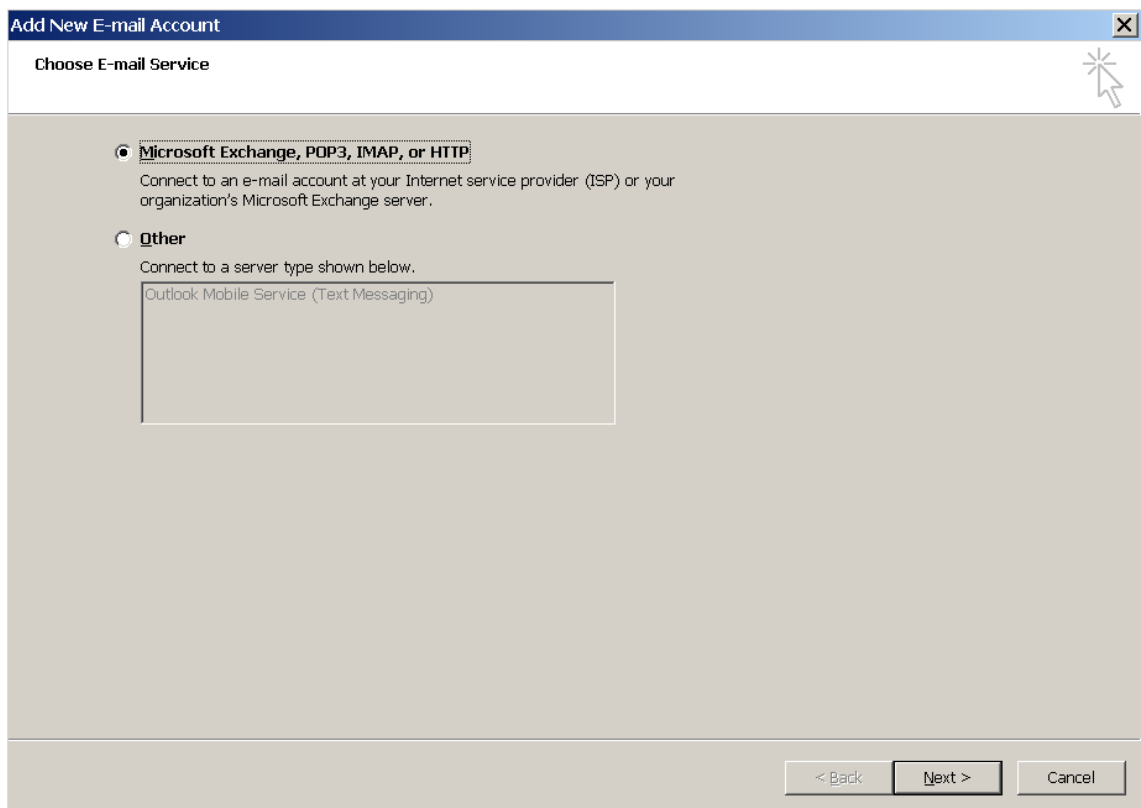 Add New E-mail Account
Choose E-mail Service
Microsoft Exchange, POP3, IMAP, or HTTP
Connect to an e-mail account at your Internet service provider (ISP) or your
organization's Microsoft Exchange server.
Other
Connect to a server type shown below.
Outlook Mobile Service (Text Messaging)
< Back
Next >
Cancel